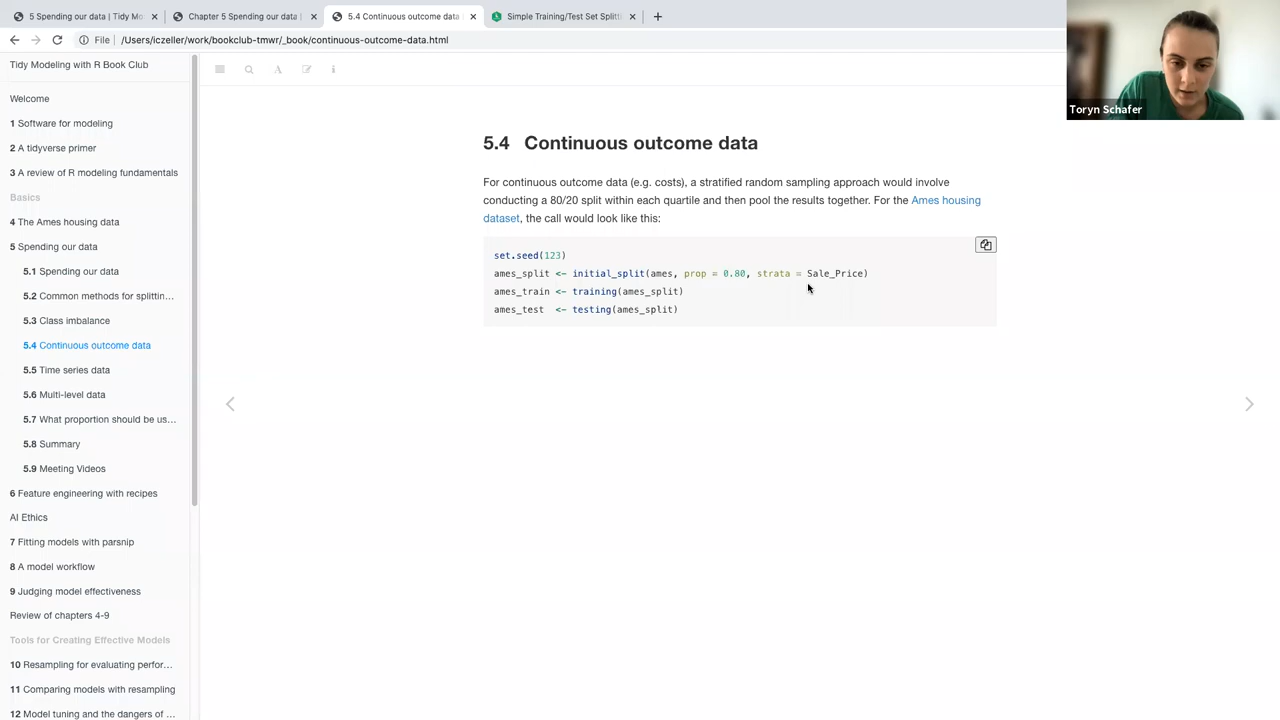 5 Spending our data | Tidy Mo
Chapter 5 Spending our data |
5.4 Continuous outcome data |
Simple Training/Test Set Splitti
File | /Users/iczeller/work/bookclub-tmwr/_book/continuous-outcome-data.html
Toryn Schafer
Tidy Modeling with R Book Club
Welcome
1 Software for modeling
2 A tidyverse primer
3 A review of R modeling fundamentals
Basics
4 The Ames housing data
5 Spending our data
5.1 Spending our data
5.2 Common methods for splittin…
5.3 Class imbalance
5.4 Continuous outcome data
5.5 Time series data
5.6 Multi-level data
5.7 What proportion should be us…
5.8 Summary
5.9 Meeting Videos
6 Feature engineering with recipes
AI Ethics
7 Fitting models with parsnip
8 A model workflow
9 Judging model effectiveness
Review of chapters 4-9
Tools for Creating Effective Models
10 Resampling for evaluating perfor…
11 Comparing models with resampling
12 Model tuning and the dangers of …
5.4 Continuous outcome data
For continuous outcome data (e.g. costs), a stratified random sampling approach would involve
conducting a 80/20 split within each quartile and then pool the results together. For the Ames housing
dataset, the call would look like this:
set.seed(123)
ames_split <- initial_split(ames, prop = 0.80, strata = Sale_Price)
ames_train <- training(ames_split)
ames_test  <- testing(ames_split)